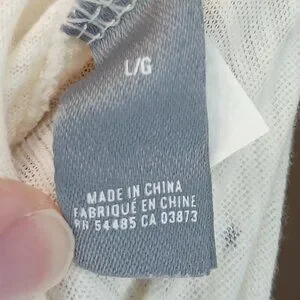 L/G
MADE IN CHINA
FABRIQUÉ EN CHINE
RN 54485 CA 03873